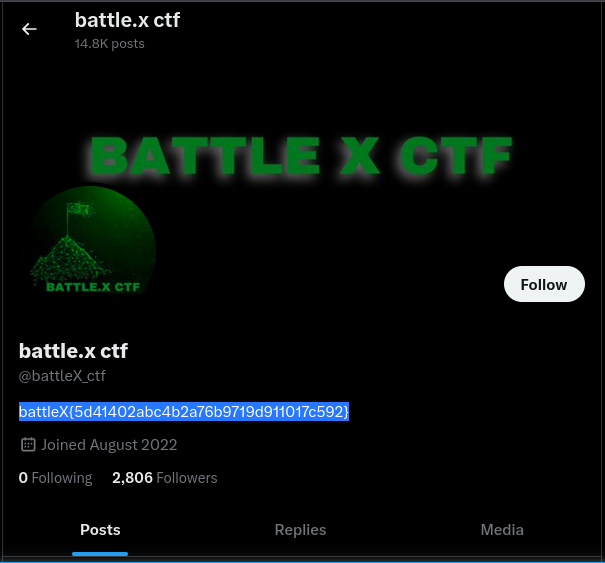 battle.x ctf
14.8K posts
BATTLE X CTF
BATTLE.X CTF
Follow
battle.x ctf
@battleX_ctf
battleX{5d41402abc4b2a76b9719d911017c592}
Joined August 2022
0 Following 2,806 Followers
Posts Replies Media